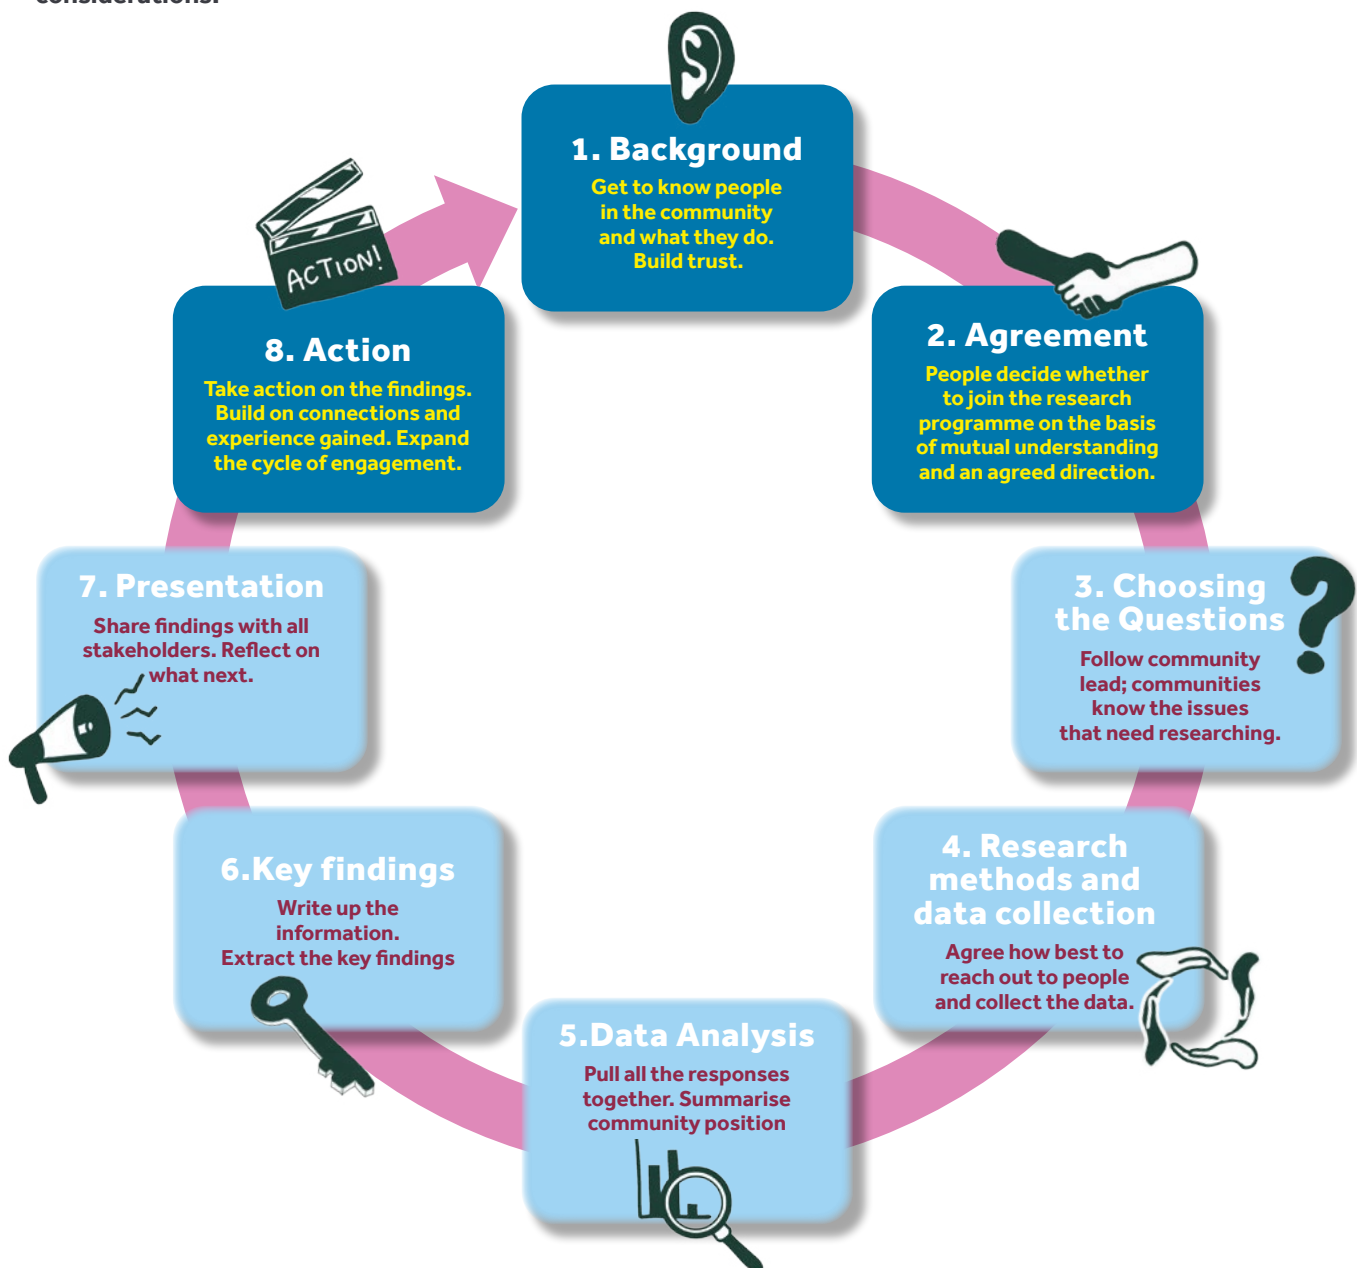 considerations.
1. Background
Get to know people
in the community
and what they do.
Build trust.
2. Agreement
People decide whether
to join the research
programme on the basis
of mutual understanding
and an agreed direction.
3. Choosing
the Questions
Follow community
lead; communities
know the issues
that need researching.
4. Research
methods and
data collection
Agree how best to
reach out to people
and collect the data.
5.Data Analysis
Pull all the responses
together. Summarise
community position
6.Key findings
Write up the
information.
Extract the key findings
7. Presentation
Share findings with all
stakeholders. Reflect on
what next.
ACTION!
8. Action
Take action on the findings.
Build on connections and
experience gained. Expand
the cycle of engagement.